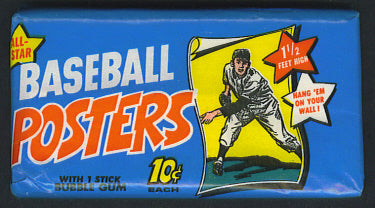 ALL-
STAR
BASEBALL
POSTERS
WITH 1 STICK
BUBBLE GUM
10¢
EACH
1 1/2
FEET HIGH
HANG 'EM
ON YOUR
WALL!